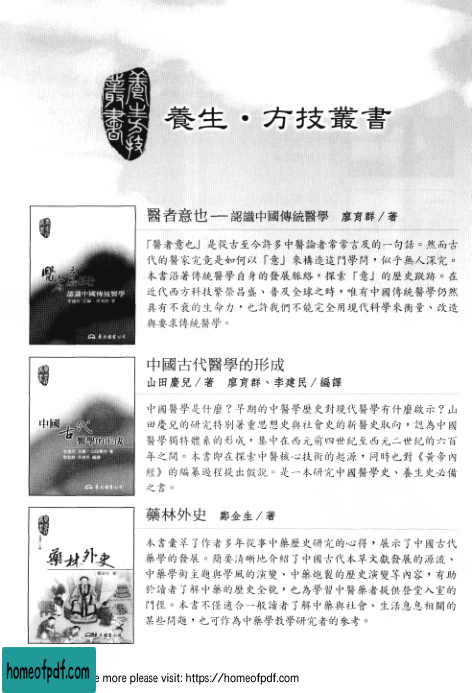 養生方技
叢書
養生・方技叢書
醫者意也──認識中國傳統醫學 廖育群／著
「醫者意也」是從古至今許多中醫論者常常言及的一句話。然而古
代的醫家究竟是如何以「意」來構造這門學問，似乎無人深究。
本書沿著傳統醫學自身的發展脈絡，探索「意」的歷史蹤跡。在
近代西方科技繁榮昌盛、普及全球之時，唯有中國傳統醫學仍然
具有不衰的生命力，也許我們不能完全用現代科學來衡量、改造
與要求傳統醫學。
認識中國傳統醫學
中國古代醫學的形成
山田慶兒／著 廖育群、李建民／編譯
中國醫學是什麼？早期的中醫學歷史對現代醫學有什麼啟示？山
田慶兒的研究特別著重思想史與社會史的新醫史取向，認為中國
醫學獨特體系的形成，集中在西元前四世紀至西元二世紀的六百
年之間。本書即在探索中醫核心技術的起源，同時也對《黃帝內
經》的編纂過程提出假說。是一本研究中國醫學史、養生史必備
之書。
中國古代
醫學的形成
藥林外史 鄭金生／著
本書彙萃了作者多年從事中藥歷史研究的心得，展示了中國古代
藥學的發展。簡要清晰地介紹了中國古代本草文獻發展的源流、
中藥學術主題與學風的演變、中藥炮製的歷史演變等內容，有助
於讀者了解中藥的歷史全貌，也為學習中醫藥者提供登堂入室的
門徑。本書不僅適合一般讀者了解中藥與社會、生活息息相關的
某些問題，也可作為中藥學教學研究者的參考。
藥林外史
homeofpdf.com
e more please visit: https://homeofpdf.com